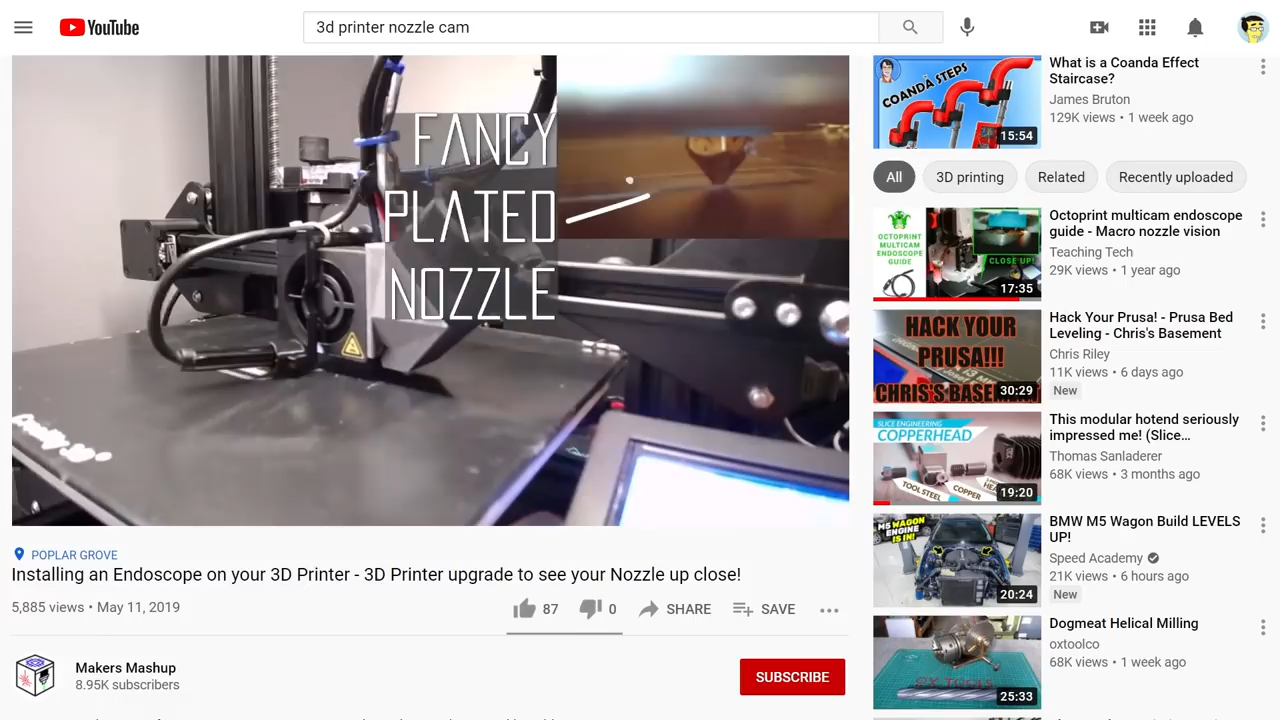 YouTube
3d printer nozzle cam
FANCY
PLATED
NOZZLE
POPLAR GROVE
Installing an Endoscope on your 3D Printer - 3D Printer upgrade to see your Nozzle up close!
5,885 views • May 11, 2019
87
0
SHARE
SAVE
Makers Mashup
8.95K subscribers
SUBSCRIBE
COANDĂ STEPS
15:54
What is a Coanda Effect
Staircase?
James Bruton
129K views • 1 week ago
All
3D printing
Related
Recently uploaded
OCTOPRINT
MULTICAM
ENDOSCOPE
GUIDE
CLOSE UP!
17:35
Octoprint multicam endoscope
guide - Macro nozzle vision
Teaching Tech
29K views • 1 year ago
HACK YOUR
PRUSA!!!
30:29
Hack Your Prusa! - Prusa Bed
Leveling - Chris's Basement
Chris Riley
11K views • 6 days ago
New
SLICE ENGINEERING
COPPERHEAD
TOOL STEEL
COPPER
19:20
This modular hotend seriously
impressed me! (Slice…
Thomas Sanladerer
68K views • 3 months ago
M5 WAGON
ENGINE
IS IN!
20:24
BMW M5 Wagon Build LEVELS
UP!
Speed Academy
21K views • 6 hours ago
New
25:33
Dogmeat Helical Milling
oxtoolco
68K views • 1 week ago